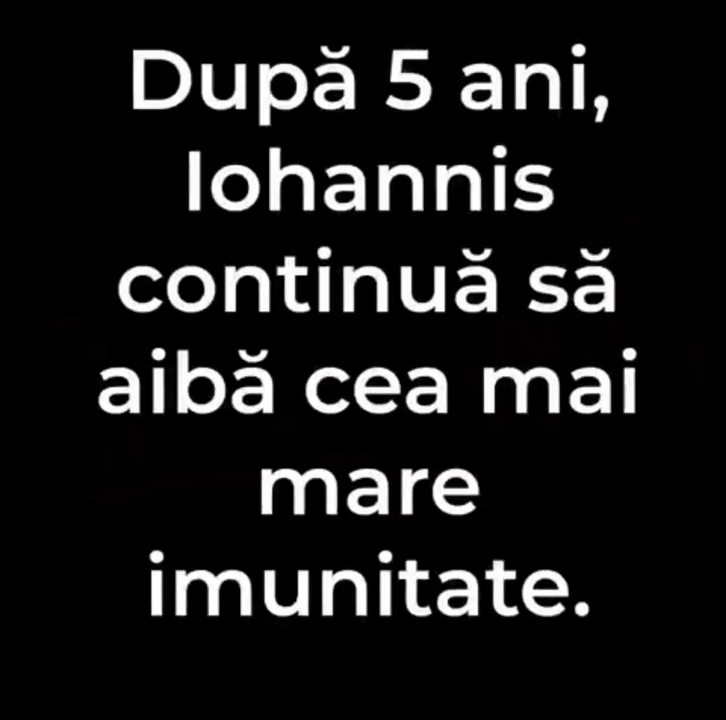 După 5 ani,
Iohannis
continuă să
aibă cea mai
mare
imunitate.